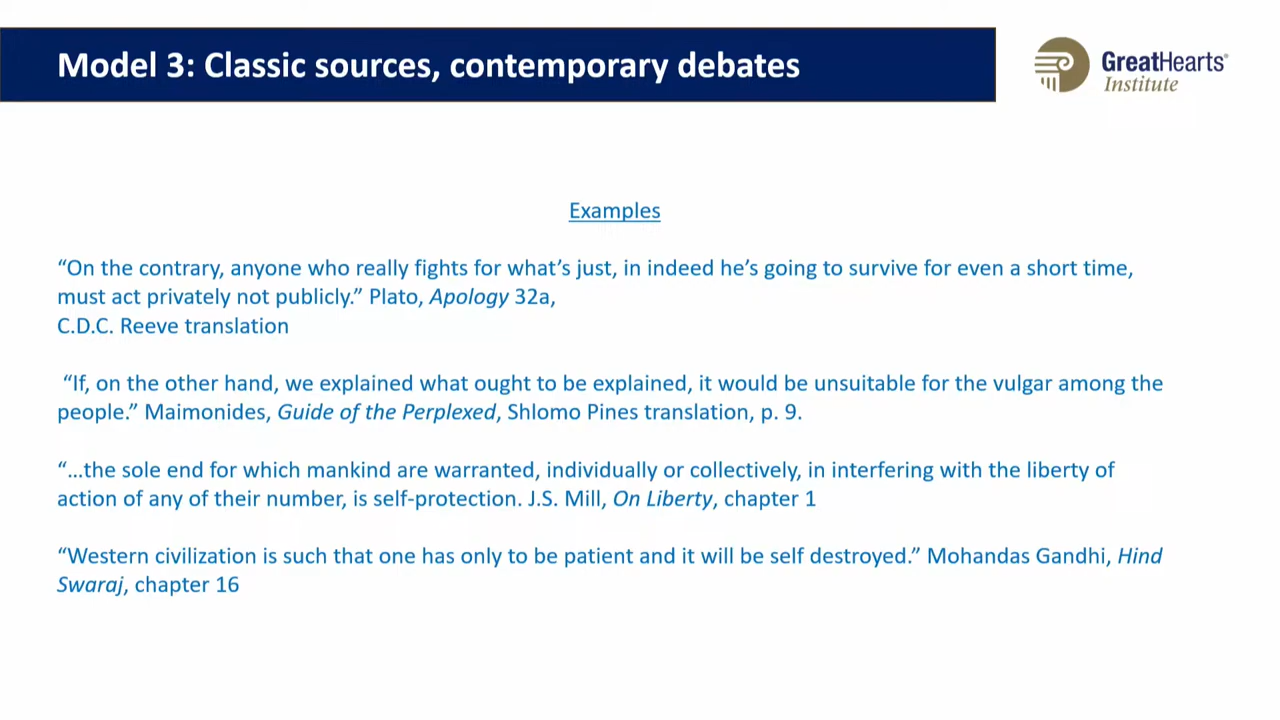 Model 3: Classic sources, contemporary debates
GreatHearts®
Institute
Examples
“On the contrary, anyone who really fights for what’s just, in indeed he’s going to survive for even a short time,
must act privately not publicly.” Plato, Apology 32a,
C.D.C. Reeve translation
“If, on the other hand, we explained what ought to be explained, it would be unsuitable for the vulgar among the
people.” Maimonides, Guide of the Perplexed, Shlomo Pines translation, p. 9.
“…the sole end for which mankind are warranted, individually or collectively, in interfering with the liberty of
action of any of their number, is self-protection. J.S. Mill, On Liberty, chapter 1
“Western civilization is such that one has only to be patient and it will be self destroyed.” Mohandas Gandhi, Hind
Swaraj, chapter 16